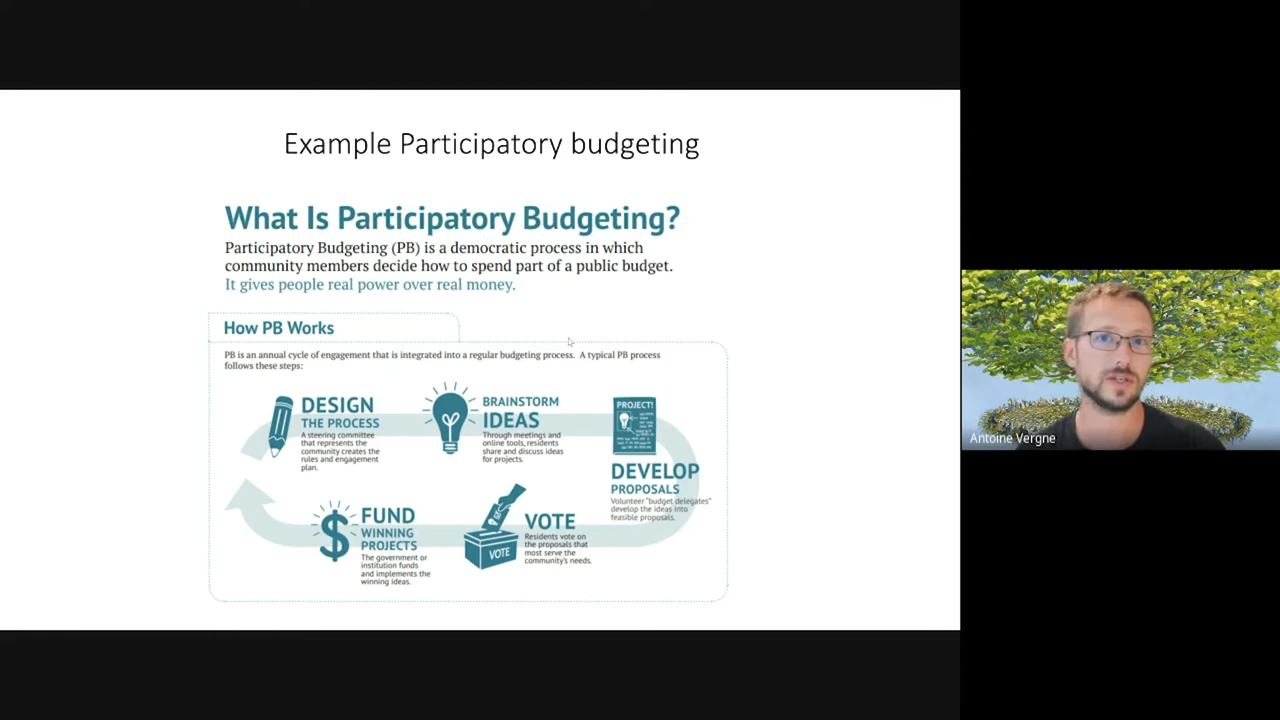 Example Participatory budgeting
What Is Participatory Budgeting?
Participatory Budgeting (PB) is a democratic process in which
community members decide how to spend part of a public budget.
It gives people real power over real money.
How PB Works
PB is an annual cycle of engagement that is integrated into a regular budgeting process. A typical PB process
follows these steps:
DESIGN
THE PROCESS
A steering committee
that represents the
community creates the
rules and engagement
plan.
BRAINSTORM
IDEAS
Through meetings and
online tools, residents
share and discuss ideas
for projects.
PROJECT!
DEVELOP
PROPOSALS
Volunteer "budget delegates"
develop the ideas into
feasible proposals.
FUND
WINNING
PROJECTS
The government or
institution funds
and implements the
winning ideas.
VOTE
VOTE
Residents vote on
the proposals that
most serve the
community's needs.
Antoine Vergne